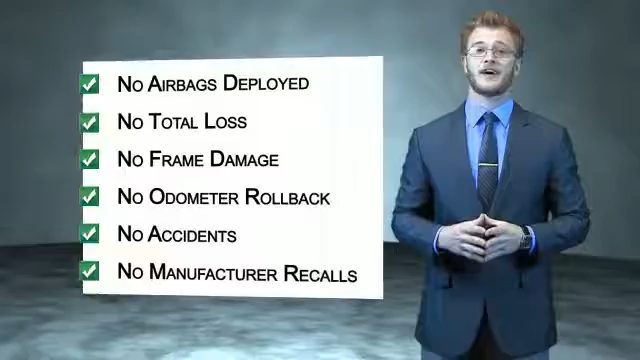 No Airbags Deployed
No Total Loss
No Frame Damage
No Odometer Rollback
No Accidents
No Manufacturer Recalls